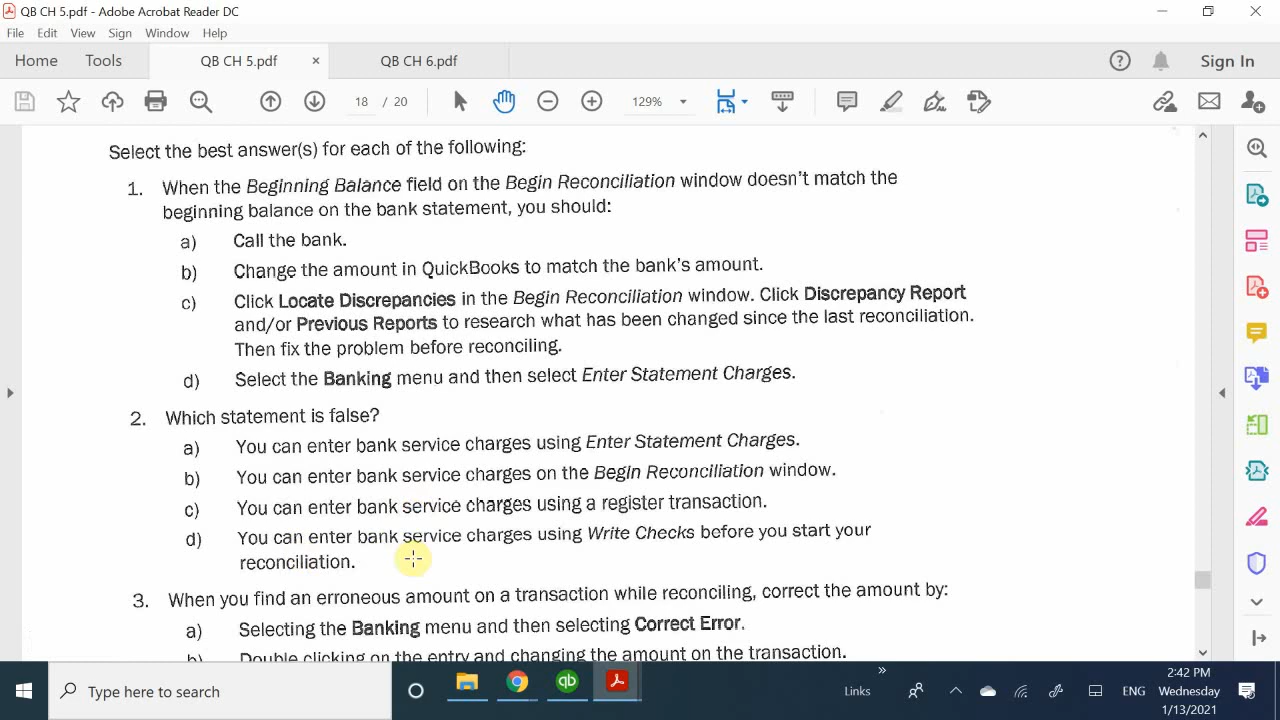 QB CH 5.pdf - Adobe Acrobat Reader DC
File Edit View Sign Window Help
Home Tools QB CH 5.pdf × QB CH 6.pdf Sign In
18 / 20 129%
Select the best answer(s) for each of the following:
1. When the Beginning Balance field on the Begin Reconciliation window doesn't match the
beginning balance on the bank statement, you should:
a) Call the bank.
b) Change the amount in QuickBooks to match the bank's amount.
c) Click Locate Discrepancies in the Begin Reconciliation window. Click Discrepancy Report
and/or Previous Reports to research what has been changed since the last reconciliation.
Then fix the problem before reconciling.
d) Select the Banking menu and then select Enter Statement Charges.
2. Which statement is false?
a) You can enter bank service charges using Enter Statement Charges.
b) You can enter bank service charges on the Begin Reconciliation window.
c) You can enter bank service charges using a register transaction.
d) You can enter bank service charges using Write Checks before you start your
reconciliation.
3. When you find an erroneous amount on a transaction while reconciling, correct the amount by:
a) Selecting the Banking menu and then selecting Correct Error.
b) Double clicking on the entry and changing the amount on the transaction.
Type here to search
qb
Links
ENG
2:42 PM
Wednesday
1/13/2021